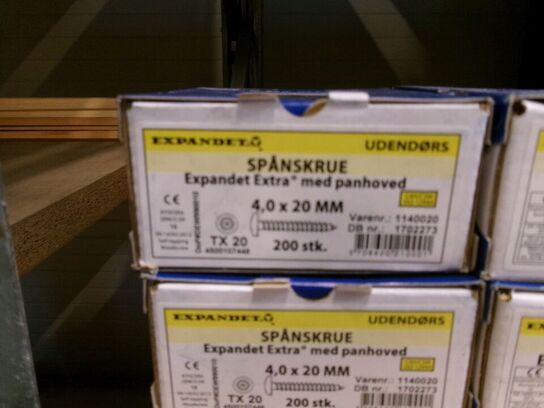 EXPANDET
UDENDØRS
SPÅNSKRUE
Expandet Extra® med panhoved
4,0 x 20 MM
CE
TX 20
200 stk.
Varenr.: 1140020
DB nr.: 1702273
EXPANDET
UDENDØRS
SPÅNSKRUE
Expandet Extra® med panhoved
4,0 x 20 MM
CE
TX 20
200 stk.
Varenr.: 1140020
DB nr.: 1702273